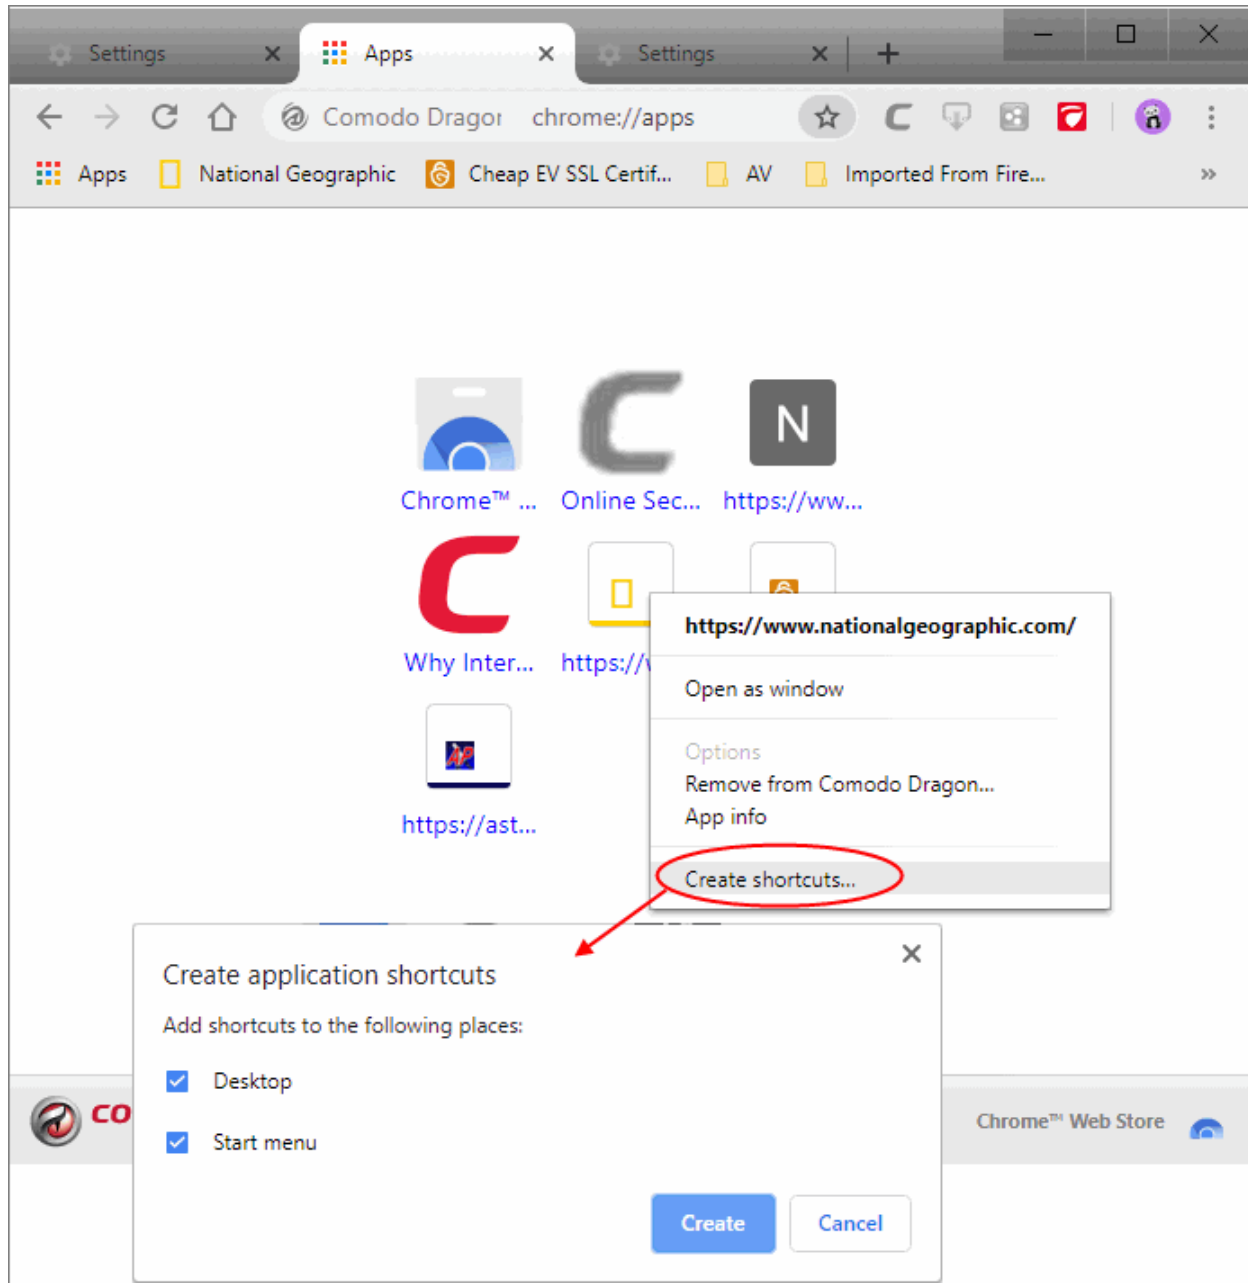 Settings
Apps
Settings
Comodo Dragor
chrome://apps
Apps
National Geographic
Cheap EV SSL Certif...
AV
Imported From Fire...
N
Chrome™ ...
Online Sec...
https://ww...
Why Inter...
https://w
AP
https://ast...
https://www.nationalgeographic.com/
Open as window
Options
Remove from Comodo Dragon...
App info
Create shortcuts...
Create application shortcuts
Add shortcuts to the following places:
Desktop
Start menu
Create
Cancel
CO
Chrome™ Web Store